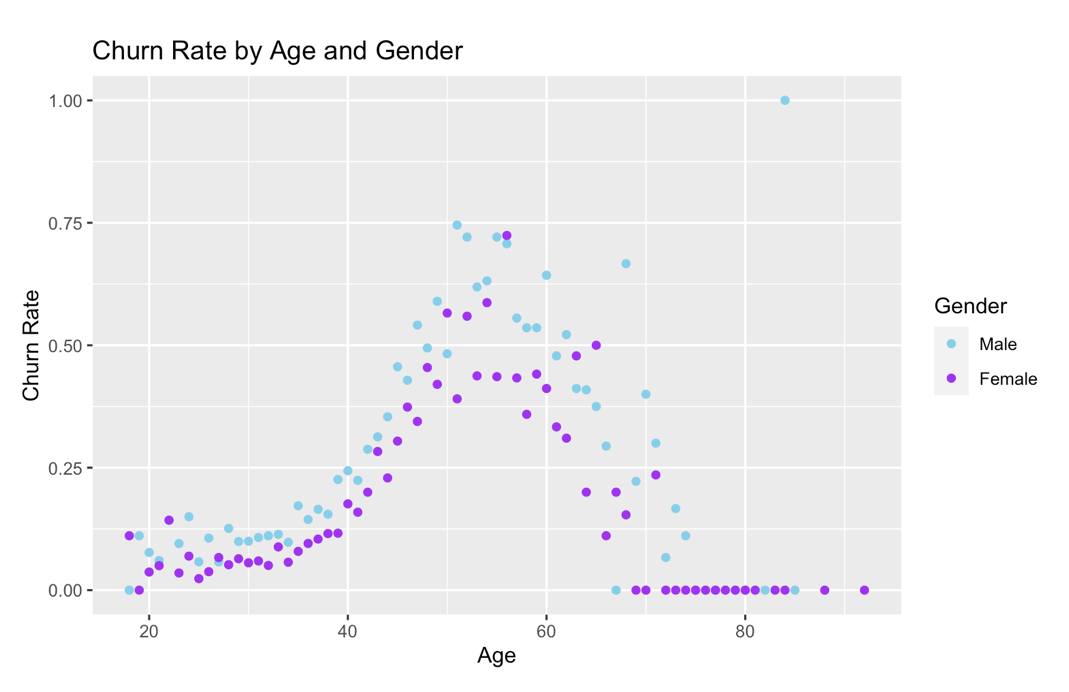 Churn Rate by Age and Gender
1.00
0.75
0.50
0.25
0.00
Churn Rate
20 40 60 80
Age
Gender
Male
Female